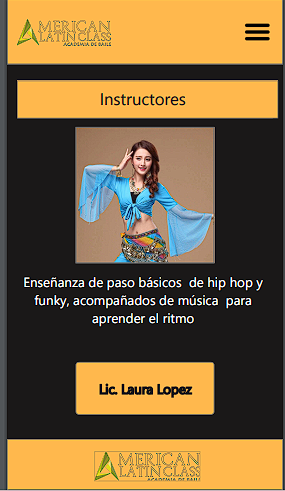 AMERICAN
LATIN CLASS
ACADEMIA DE BAILE
Instructores
Enseñanza de paso básicos de hip hop y
funky, acompañados de música para
aprender el ritmo
Lic. Laura Lopez
AMERICAN
LATIN CLASS
ACADEMIA DE BAILE